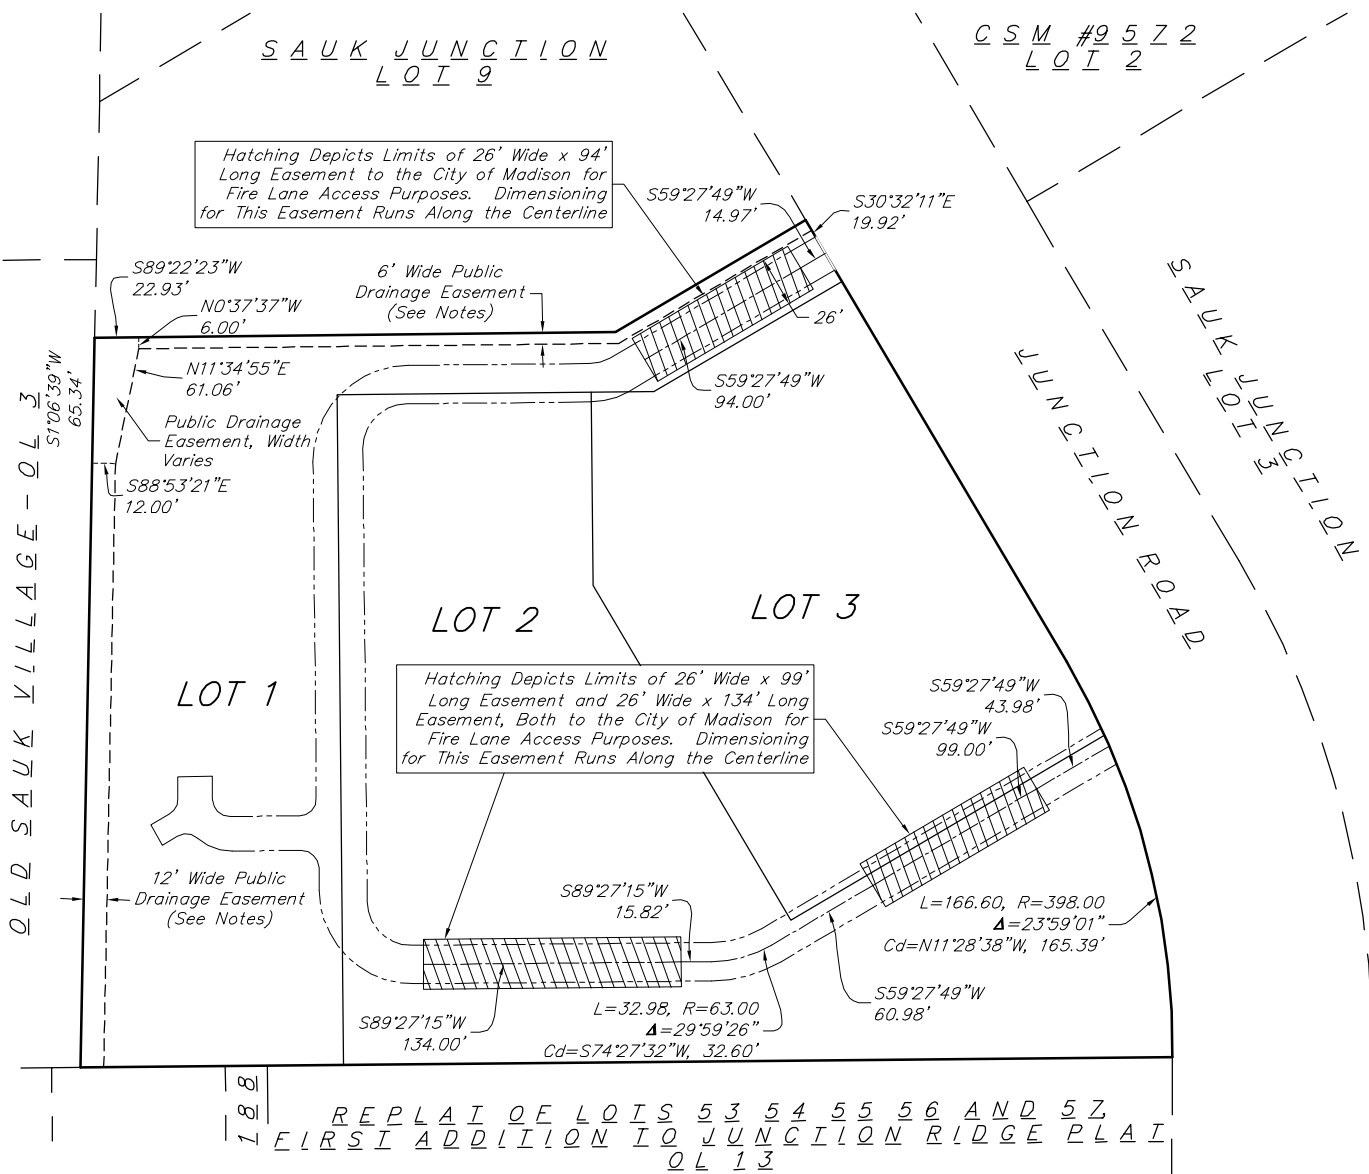 SAUK JUNCTION
LOT 9
CSM #9572
LOT 2
Hatching Depicts Limits of 26' Wide x 94'
Long Easement to the City of Madison for
Fire Lane Access Purposes. Dimensioning
for This Easement Runs Along the Centerline
S59°27'49"W
14.97'
S30°32'11"E
19.92'
S89°22'23"W
22.93'
N0°37'37"W
6.00'
6' Wide Public
Drainage Easement
(See Notes)
26'
N11°34'55"E
61.06'
S59°27'49"W
94.00'
S1°06'39"W
65.34'
Public Drainage
Easement, Width
Varies
S88°53'21"E
12.00'
OLD SAUK VILLAGE-OL 3
SAUK JUNCTION
LOT 3
JUNCTION ROAD
LOT 1
LOT 2
LOT 3
Hatching Depicts Limits of 26' Wide x 99'
Long Easement and 26' Wide x 134' Long
Easement, Both to the City of Madison for
Fire Lane Access Purposes. Dimensioning
for This Easement Runs Along the Centerline
S59°27'49"W
43.98'
S59°27'49"W
99.00'
12' Wide Public
Drainage Easement
(See Notes)
S89°27'15"W
15.82'
L=166.60, R=398.00
Δ=23°59'01"
Cd=N11°28'38"W, 165.39'
S59°27'49"W
60.98'
S89°27'15"W
134.00'
L=32.98, R=63.00
Δ=29°59'26"
Cd=S74°27'32"W, 32.60'
188
REPLAT OF LOTS 53 54 55 56 AND 57,
FIRST ADDITION TO JUNCTION RIDGE PLAT
OL 13